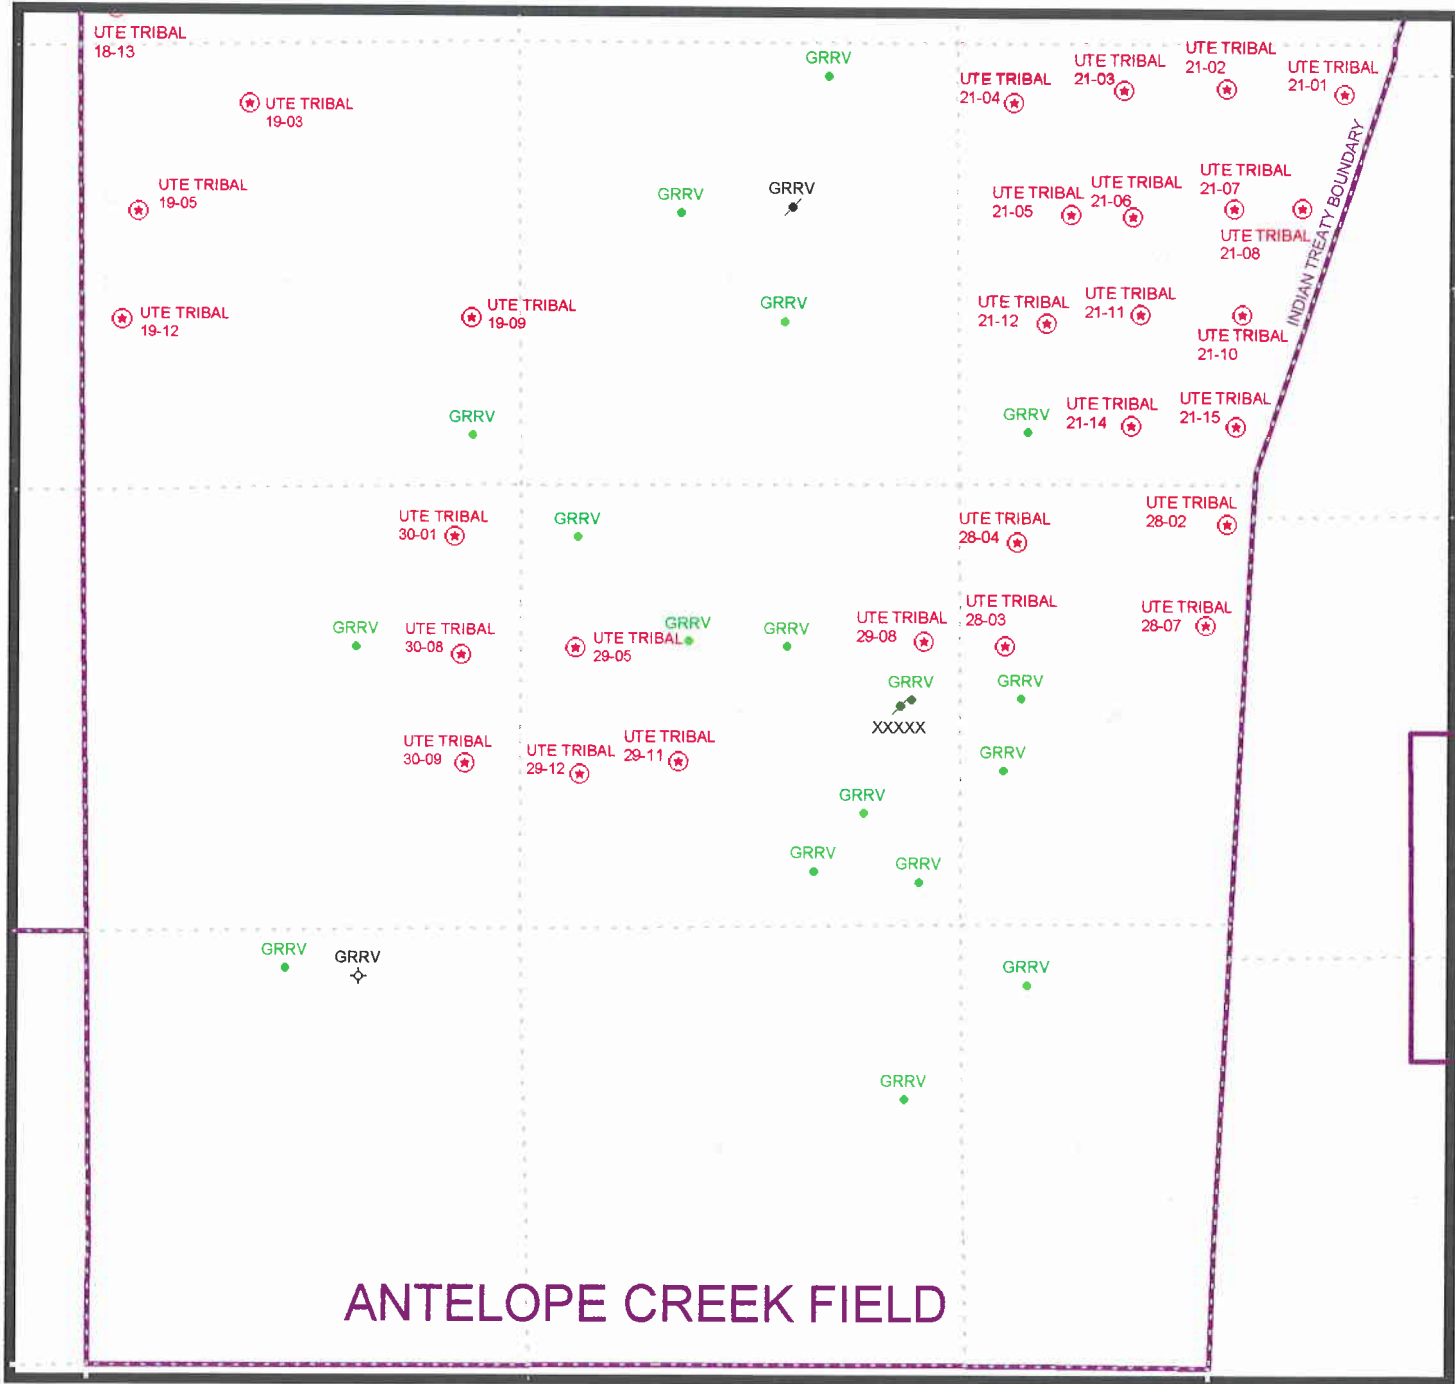 UTE TRIBAL
18-13
GRRV
UTE TRIBAL
21-04
UTE TRIBAL
21-03
UTE TRIBAL
21-02
UTE TRIBAL
21-01
UTE TRIBAL
19-03
UTE TRIBAL
19-05
GRRV
GRRV
UTE TRIBAL
21-05
UTE TRIBAL
21-06
UTE TRIBAL
21-07
UTE TRIBAL
21-08
INDIAN TREATY BOUNDARY
UTE TRIBAL
19-12
UTE TRIBAL
19-09
GRRV
UTE TRIBAL
21-12
UTE TRIBAL
21-11
UTE TRIBAL
21-10
GRRV
GRRV
UTE TRIBAL
21-14
UTE TRIBAL
21-15
UTE TRIBAL
30-01
GRRV
UTE TRIBAL
28-04
UTE TRIBAL
28-02
GRRV
UTE TRIBAL
30-08
UTE TRIBAL
29-05
GRRV
GRRV
UTE TRIBAL
29-08
UTE TRIBAL
28-03
UTE TRIBAL
28-07
GRRV
XXXXX
GRRV
UTE TRIBAL
30-09
UTE TRIBAL
29-12
UTE TRIBAL
29-11
GRRV
GRRV
GRRV
GRRV
GRRV
GRRV
GRRV
GRRV
ANTELOPE CREEK FIELD